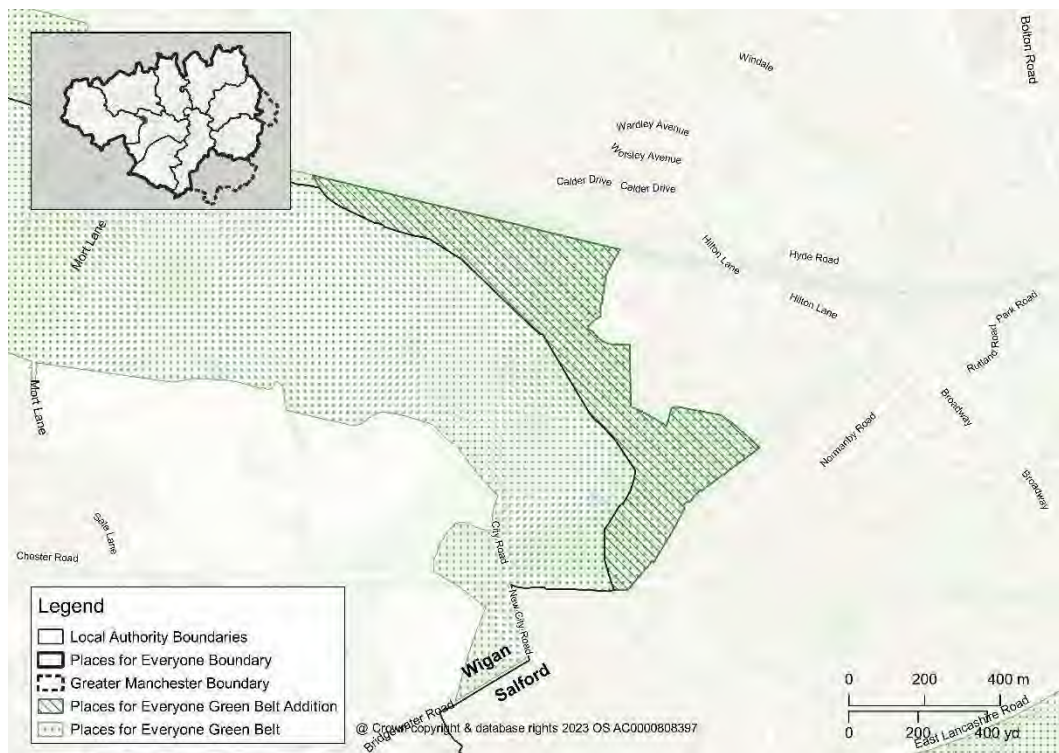 Bolton Road
Windale
Wardley Avenue
Worsley Avenue
Calder Drive
Calder Drive
Mort Lane
Hilton Lane
Hyde Road
Hilton Lane
Park Road
Rutland Road
Mort Lane
Broadway
Normanby Road
Broadway
Sale Lane
City Road
Chester Road
New City Road
Legend
Local Authority Boundaries
Places for Everyone Boundary
Greater Manchester Boundary
Places for Everyone Green Belt Addition
Places for Everyone Green Belt
Wigan
Salford
Bridgewater Road
@ Crown copyright & database rights 2023 OS AC0000808397
0 200 400 m
0 200 400 yd
East Lancashire Road